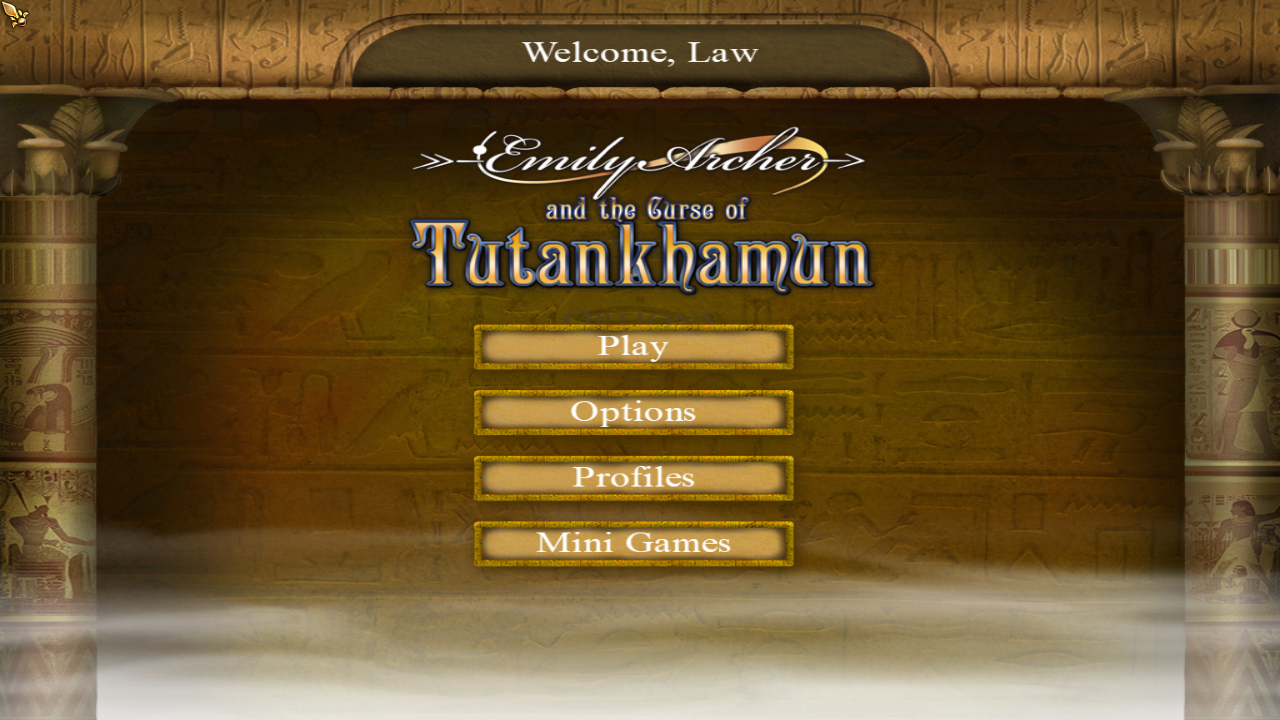 Welcome, Law
Emily Archer
and the Curse of
Tutankhamun
Play
Options
Profiles
Mini Games